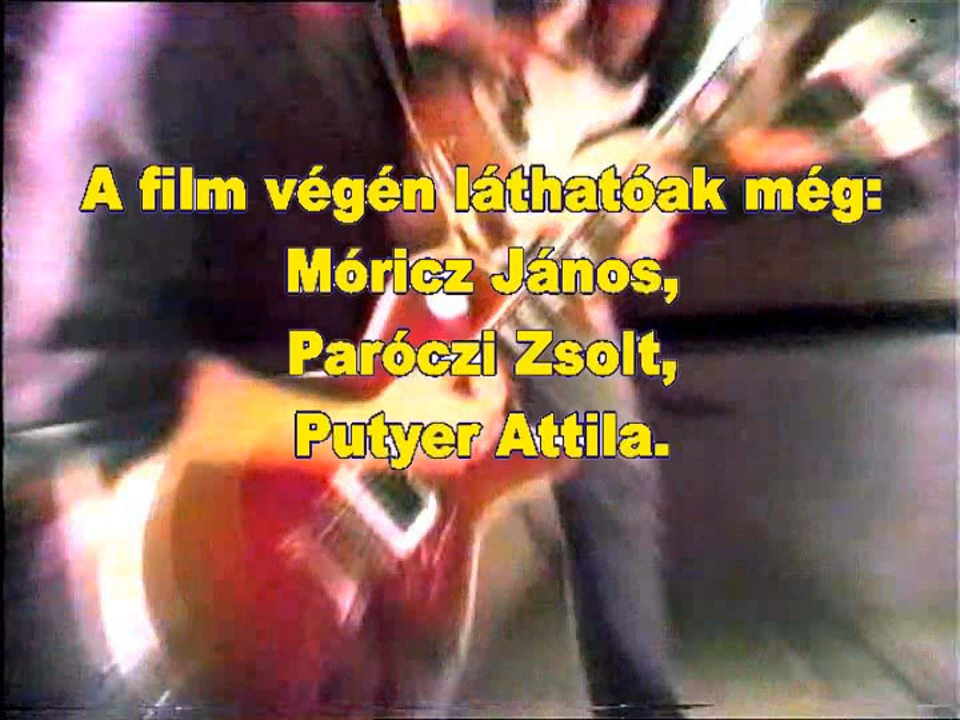 A film végén láthatóak még:
Móricz János,
Paróczi Zsolt,
Putyer Attila.